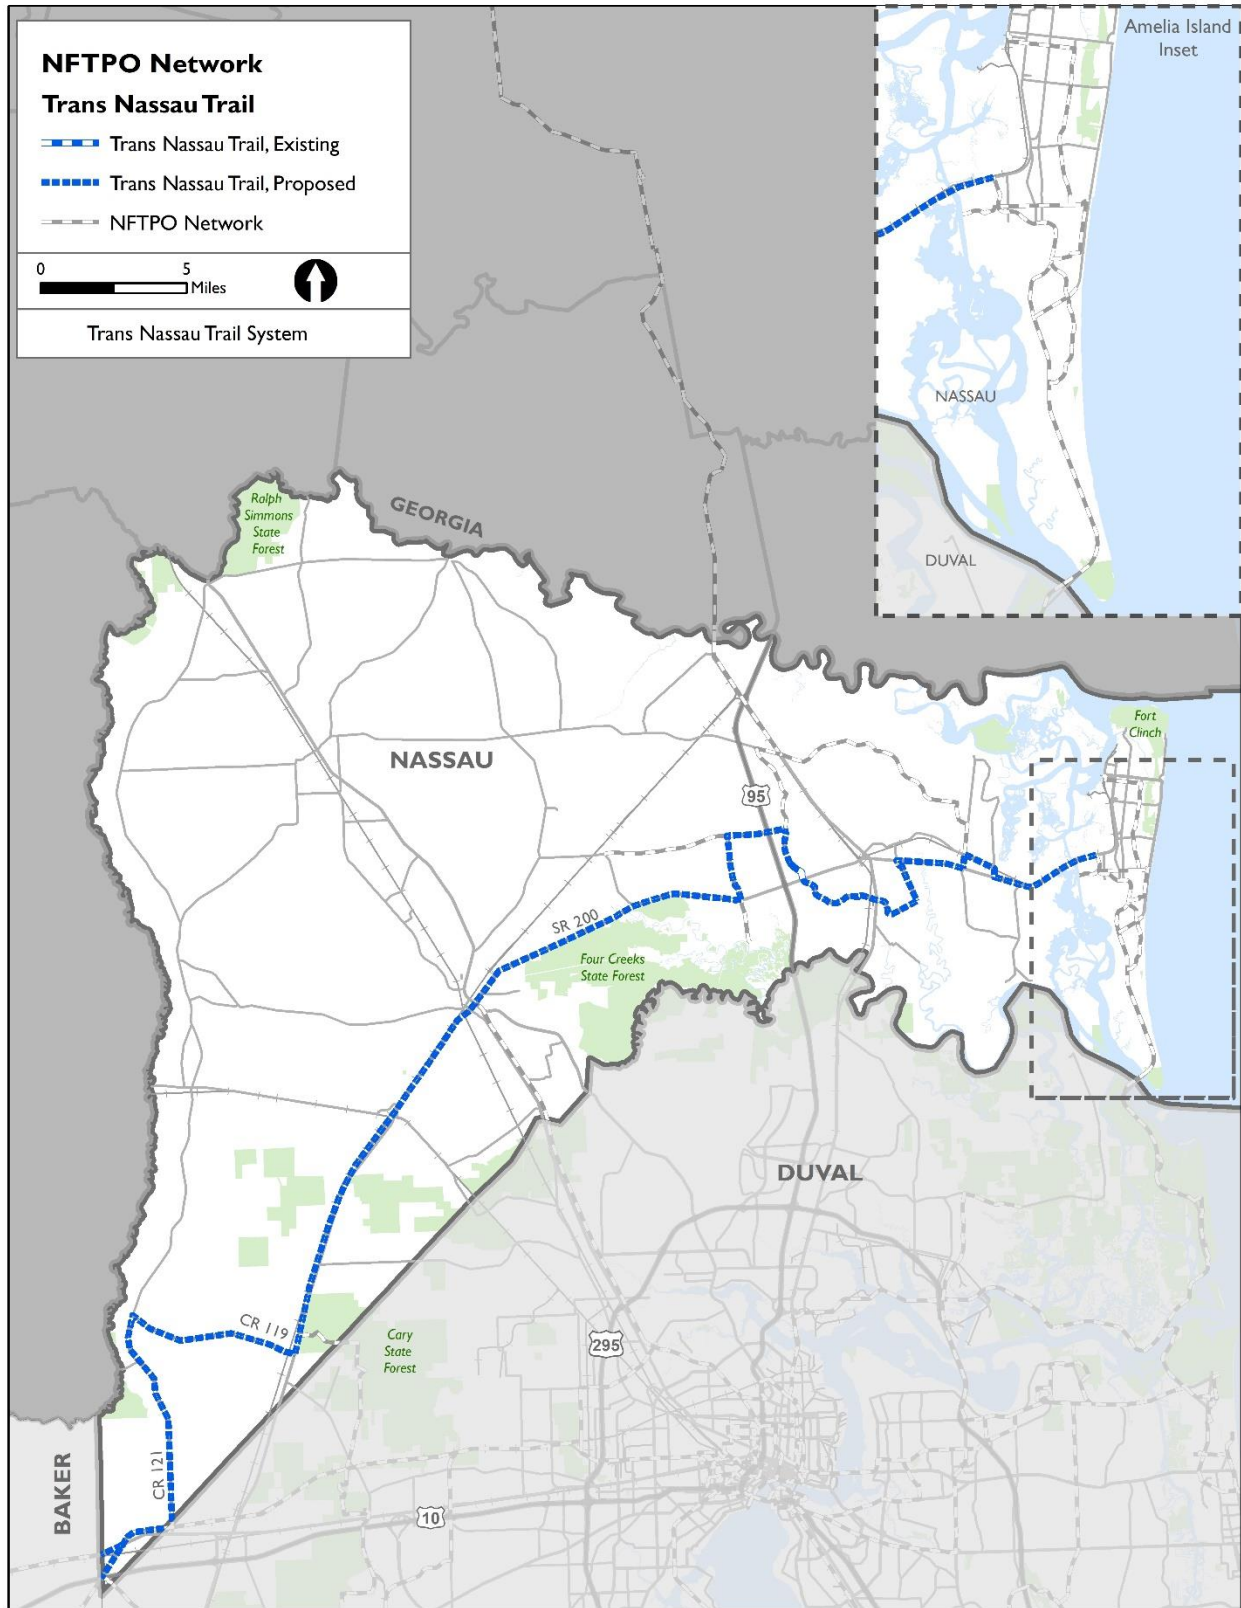 NFTPO Network
Trans Nassau Trail
Trans Nassau Trail, Existing
Trans Nassau Trail, Proposed
NFTPO Network
0 5
Miles
Trans Nassau Trail System
Amelia Island
Inset
NASSAU
DUVAL
Ralph
Simmons
State
Forest
GEORGIA
Fort
Clinch
NASSAU
95
SR 200
Four Creeks
State Forest
DUVAL
CR 119
Cary
State
Forest
295
CR 121
BAKER
10